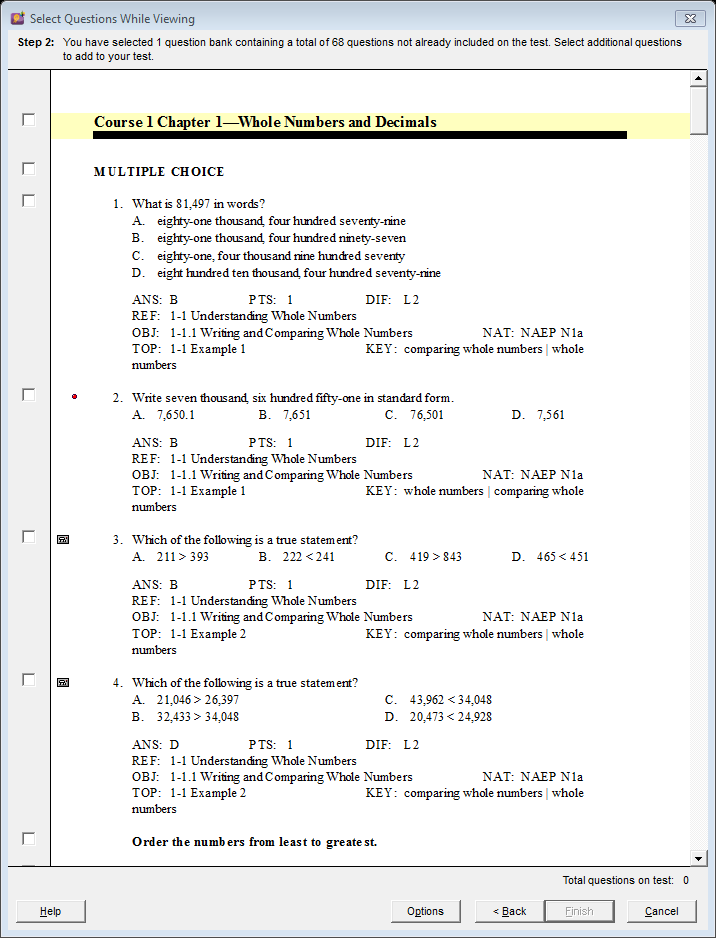 Select Questions While Viewing
Step 2: You have selected 1 question bank containing a total of 68 questions not already included on the test. Select additional questions
to add to your test.
Course 1 Chapter 1—Whole Numbers and Decimals
MULTIPLE CHOICE
1. What is 81,497 in words?
A. eighty-one thousand, four hundred seventy-nine
B. eighty-one thousand, four hundred ninety-seven
C. eighty-one, four thousand nine hundred seventy
D. eight hundred ten thousand, four hundred seventy-nine
ANS: B PTS: 1 DIF: L2
REF: 1-1 Understanding Whole Numbers
OBJ: 1-1.1 Writing and Comparing Whole Numbers NAT: NAEP N1a
TOP: 1-1 Example 1 KEY: comparing whole numbers | whole
numbers
2. Write seven thousand, six hundred fifty-one in standard form.
A. 7,650.1 B. 7,651 C. 76,501 D. 7,561
ANS: B PTS: 1 DIF: L2
REF: 1-1 Understanding Whole Numbers
OBJ: 1-1.1 Writing and Comparing Whole Numbers NAT: NAEP N1a
TOP: 1-1 Example 1 KEY: whole numbers | comparing whole
numbers
3. Which of the following is a true statement?
A. 211 > 393 B. 222 < 241 C. 419 > 843 D. 465 < 451
ANS: B PTS: 1 DIF: L2
REF: 1-1 Understanding Whole Numbers
OBJ: 1-1.1 Writing and Comparing Whole Numbers NAT: NAEP N1a
TOP: 1-1 Example 2 KEY: comparing whole numbers | whole
numbers
4. Which of the following is a true statement?
A. 21,046 > 26,397 C. 43,962 < 34,048
B. 32,433 > 34,048 D. 20,473 < 24,928
ANS: D PTS: 1 DIF: L2
REF: 1-1 Understanding Whole Numbers
OBJ: 1-1.1 Writing and Comparing Whole Numbers NAT: NAEP N1a
TOP: 1-1 Example 2 KEY: comparing whole numbers | whole
numbers
Order the numbers from least to greatest.
Total questions on test: 0
Help Options < Back Finish Cancel